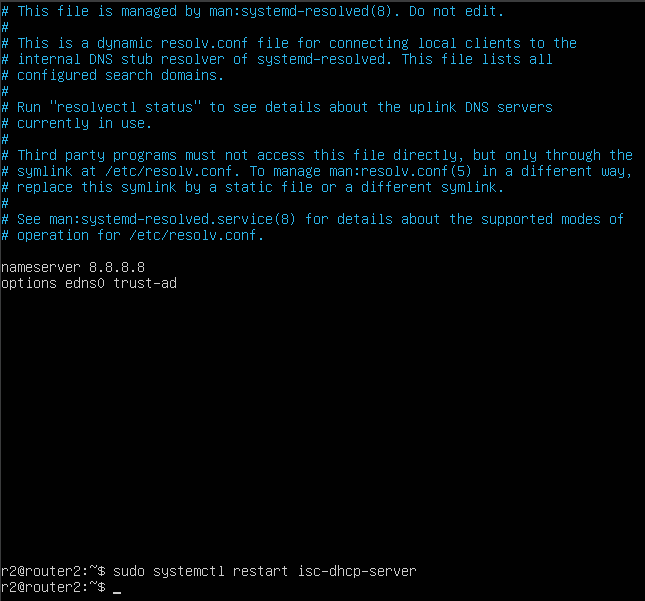 # This file is managed by man:systemd-resolved(8). Do not edit.
#
# This is a dynamic resolv.conf file for connecting local clients to the
# internal DNS stub resolver of systemd-resolved. This file lists all
# configured search domains.
#
# Run "resolvectl status" to see details about the uplink DNS servers
# currently in use.
#
# Third party programs must not access this file directly, but only through the
# symlink at /etc/resolv.conf. To manage man:resolv.conf(5) in a different way,
# replace this symlink by a static file or a different symlink.
#
# See man:systemd-resolved.service(8) for details about the supported modes of
# operation for /etc/resolv.conf.
nameserver 8.8.8.8
options edns0 trust-ad
r2@router2:~$ sudo systemctl restart isc-dhcp-server
r2@router2:~$ _